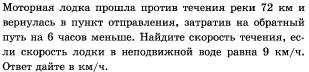 Моторная лодка прошла против течения реки 72 км и
вернулась в пункт отправления, затратив на обратный
путь на 6 часов меньше. Найдите скорость течения, ес-
ли скорость лодки в неподвижной воде равна 9 км/ч.
Ответ дайте в км/ч.